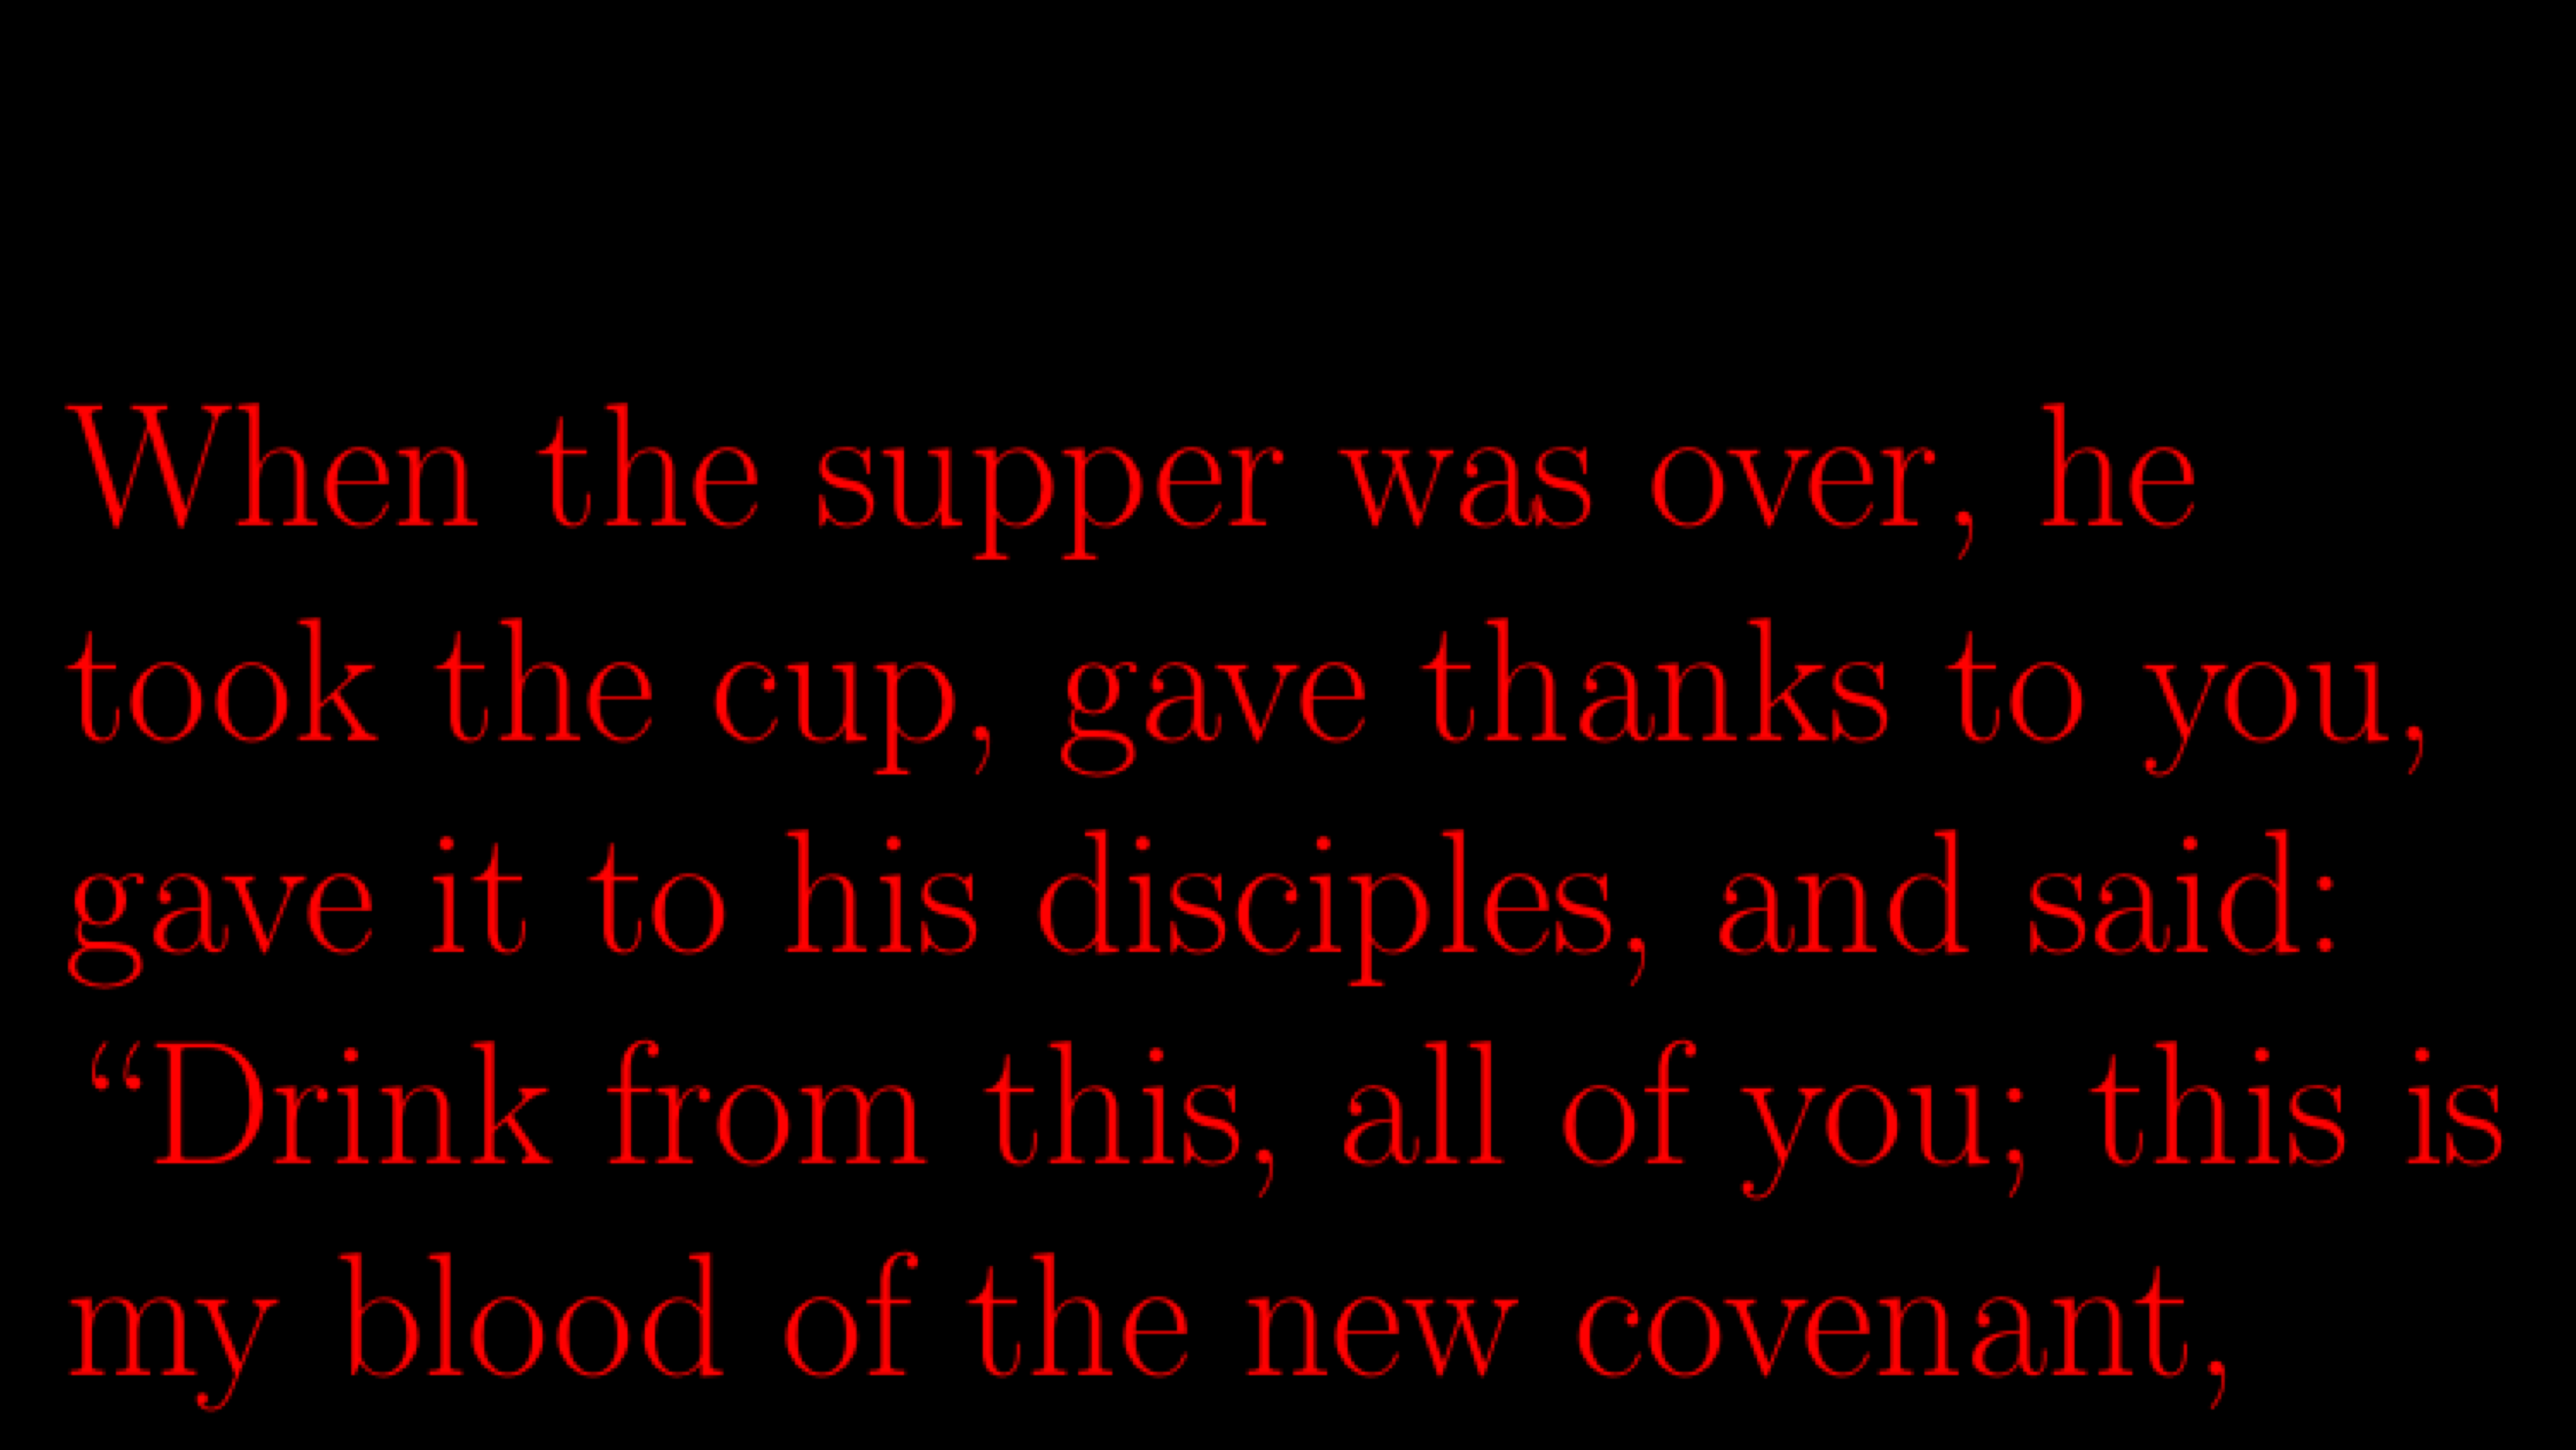 When the supper was over, he
took the cup, gave thanks to you,
gave it to his disciples, and said:
“Drink from this, all of you; this is
my blood of the new covenant,